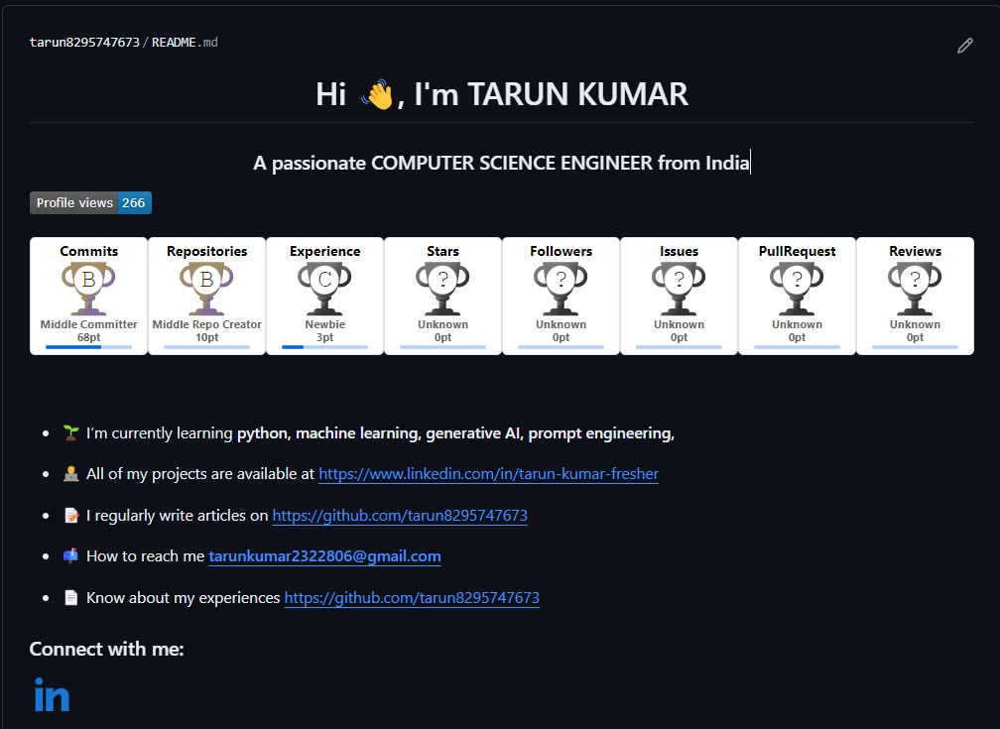 tarun8295747673/README.md
Hi 👋, I'm TARUN KUMAR
A passionate COMPUTER SCIENCE ENGINEER from India
Profile views 266
Commits Repositories Experience Stars Followers Issues PullRequest Reviews
B B C ? ? ? ? ?
Middle Committer Middle Repo Creator Newbie Unknown Unknown Unknown Unknown Unknown
68pt 10pt 3pt 0pt 0pt 0pt 0pt 0pt
• 🌱 I’m currently learning python, machine learning, generative AI, prompt engineering,
• 👨‍💻 All of my projects are available at https://www.linkedin.com/in/tarun-kumar-fresher
• 📝 I regularly write articles on https://github.com/tarun8295747673
• 📫 How to reach me tarunkumar2322806@gmail.com
• 📄 Know about my experiences https://github.com/tarun8295747673
Connect with me:
in